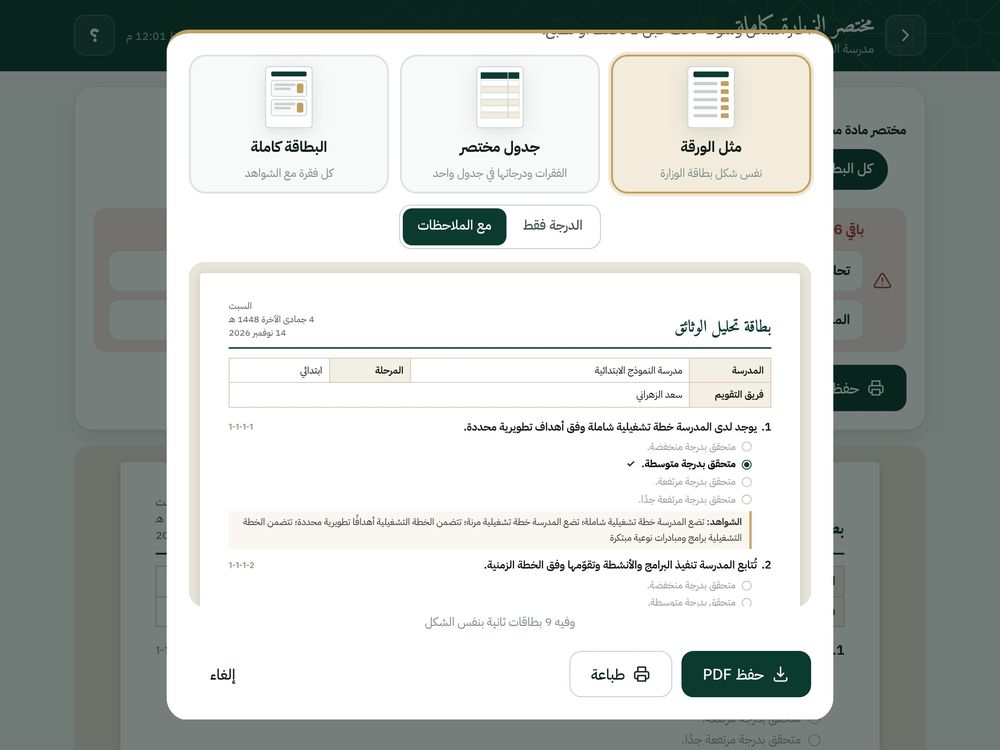 مختصر الزيارة كاملة
12:01 م
؟
مختصر مادة
باقي
حفظ
مثل الورقة
نفس شكل بطاقة الوزارة
جدول مختصر
الفقرات ودرجاتها في جدول واحد
البطاقة كاملة
كل فقرة مع الشواهد
الدرجة فقط
مع الملاحظات
بطاقة تحليل الوثائق
السبت
4 جمادى الآخرة 1448 هـ
14 نوفمبر 2026
المدرسة
مدرسة النموذج الابتدائية
المرحلة
ابتدائي
فريق التقويم
سعد الزهراني
1. يوجد لدى المدرسة خطة تشغيلية شاملة وفق أهداف تطويرية محددة.
1-1-1-1
متحقق بدرجة منخفضة.
متحقق بدرجة متوسطة. ✓
متحقق بدرجة مرتفعة.
متحقق بدرجة مرتفعة جدًا.
الشواهد: تضع المدرسة خطة تشغيلية شاملة؛ تضع المدرسة خطة تشغيلية مرنة؛ تتضمن الخطة التشغيلية أهدافًا تطويرية محددة؛ تتضمن الخطة
التشغيلية برامج ومبادرات نوعية مبتكرة
2. تُتابع المدرسة تنفيذ البرامج والأنشطة وتقوّمها وفق الخطة الزمنية.
1-1-1-2
متحقق بدرجة منخفضة.
متحقق بدرجة متوسطة.
وفيه 9 بطاقات ثانية بنفس الشكل
حفظ PDF
طباعة
إلغاء
متحقق بدرجة مرتفعة جدًا.